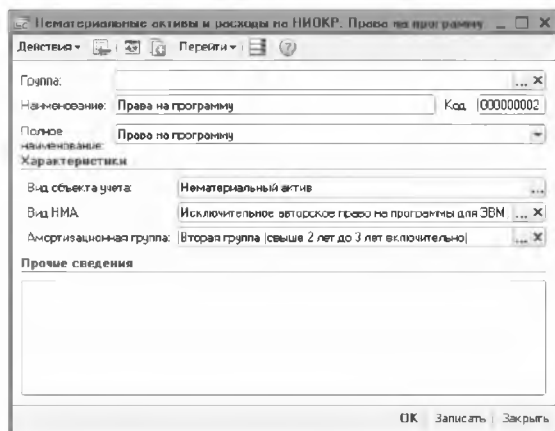 Нематериальные активы и расходы на НИОКР. Права на программу
Действия Перейти
Группа: ... ×
Наименование: Права на программу Код 000000002
Полное
наименование: Права на программу
Характеристики
Вид объекта учета: Нематериальный актив ...
Вид НМА Исключительное авторское право на программы для ЭВМ ... ×
Амортизационная группа: Вторая группа (свыше 2 лет до 3 лет включительно) ... ×
Прочие сведения
OK Записать Закрыть